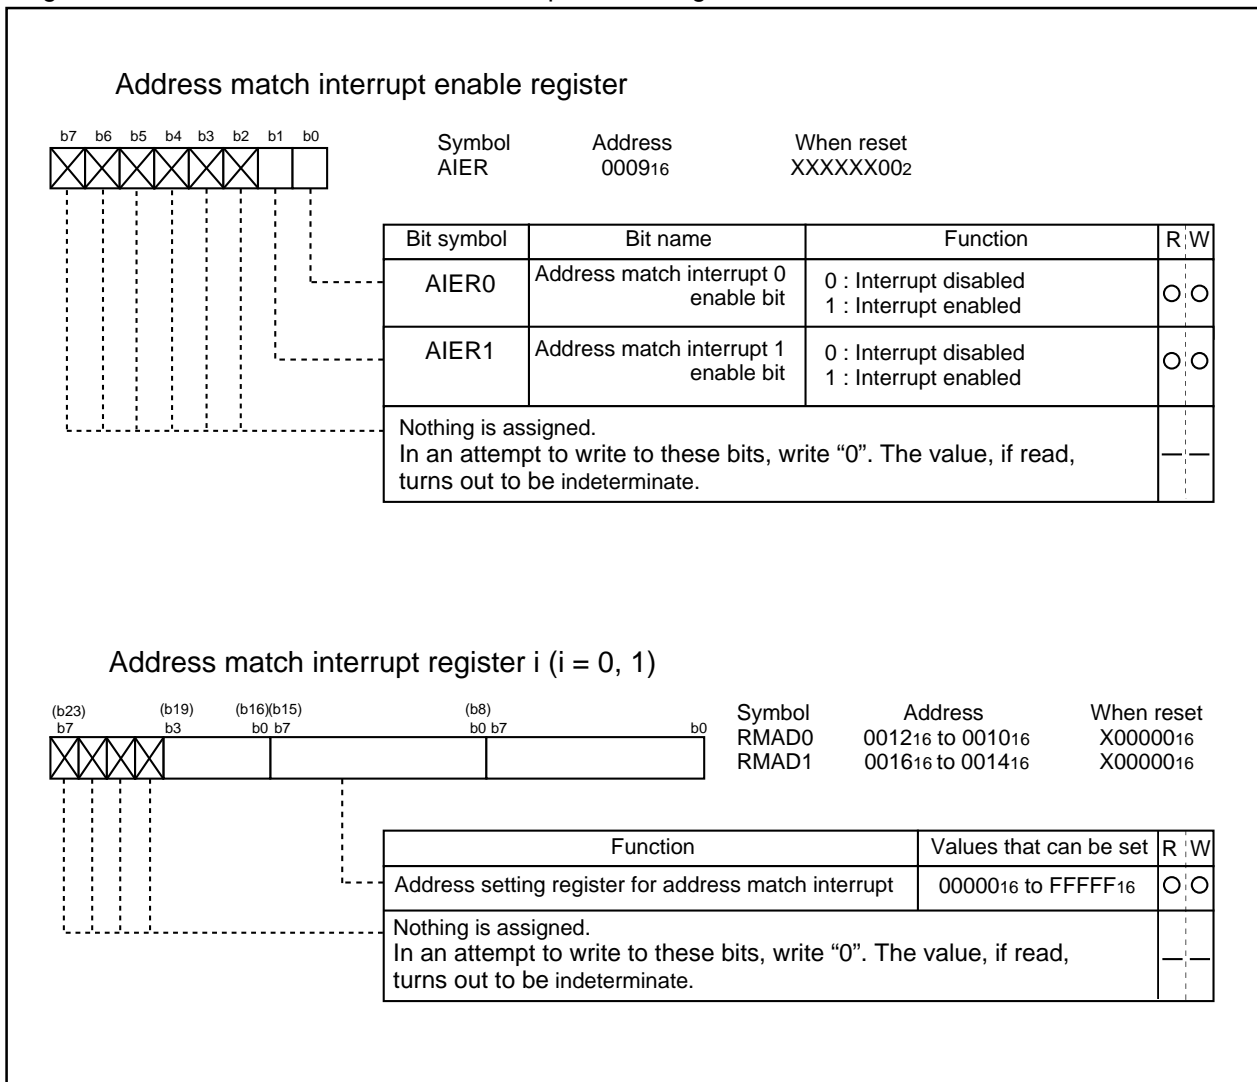 Address match interrupt enable register
b7 b6 b5 b4 b3 b2 b1 b0
Symbol Address When reset
AIER 000916 XXXXXX002
Bit symbol Bit name Function R W
AIER0 Address match interrupt 0 enable bit 0 : Interrupt disabled
1 : Interrupt enabled
AIER1 Address match interrupt 1 enable bit 0 : Interrupt disabled
1 : Interrupt enabled
Nothing is assigned.
In an attempt to write to these bits, write “0”. The value, if read,
turns out to be indeterminate.
Address match interrupt register i (i = 0, 1)
(b23) (b19) (b16)(b15) (b8)
b7 b3 b0 b7 b0 b7 b0
Symbol Address When reset
RMAD0 001216 to 001016 X0000016
RMAD1 001616 to 001416 X0000016
Function Values that can be set R W
Address setting register for address match interrupt 0000016 to FFFFF16
Nothing is assigned.
In an attempt to write to these bits, write “0”. The value, if read,
turns out to be indeterminate.